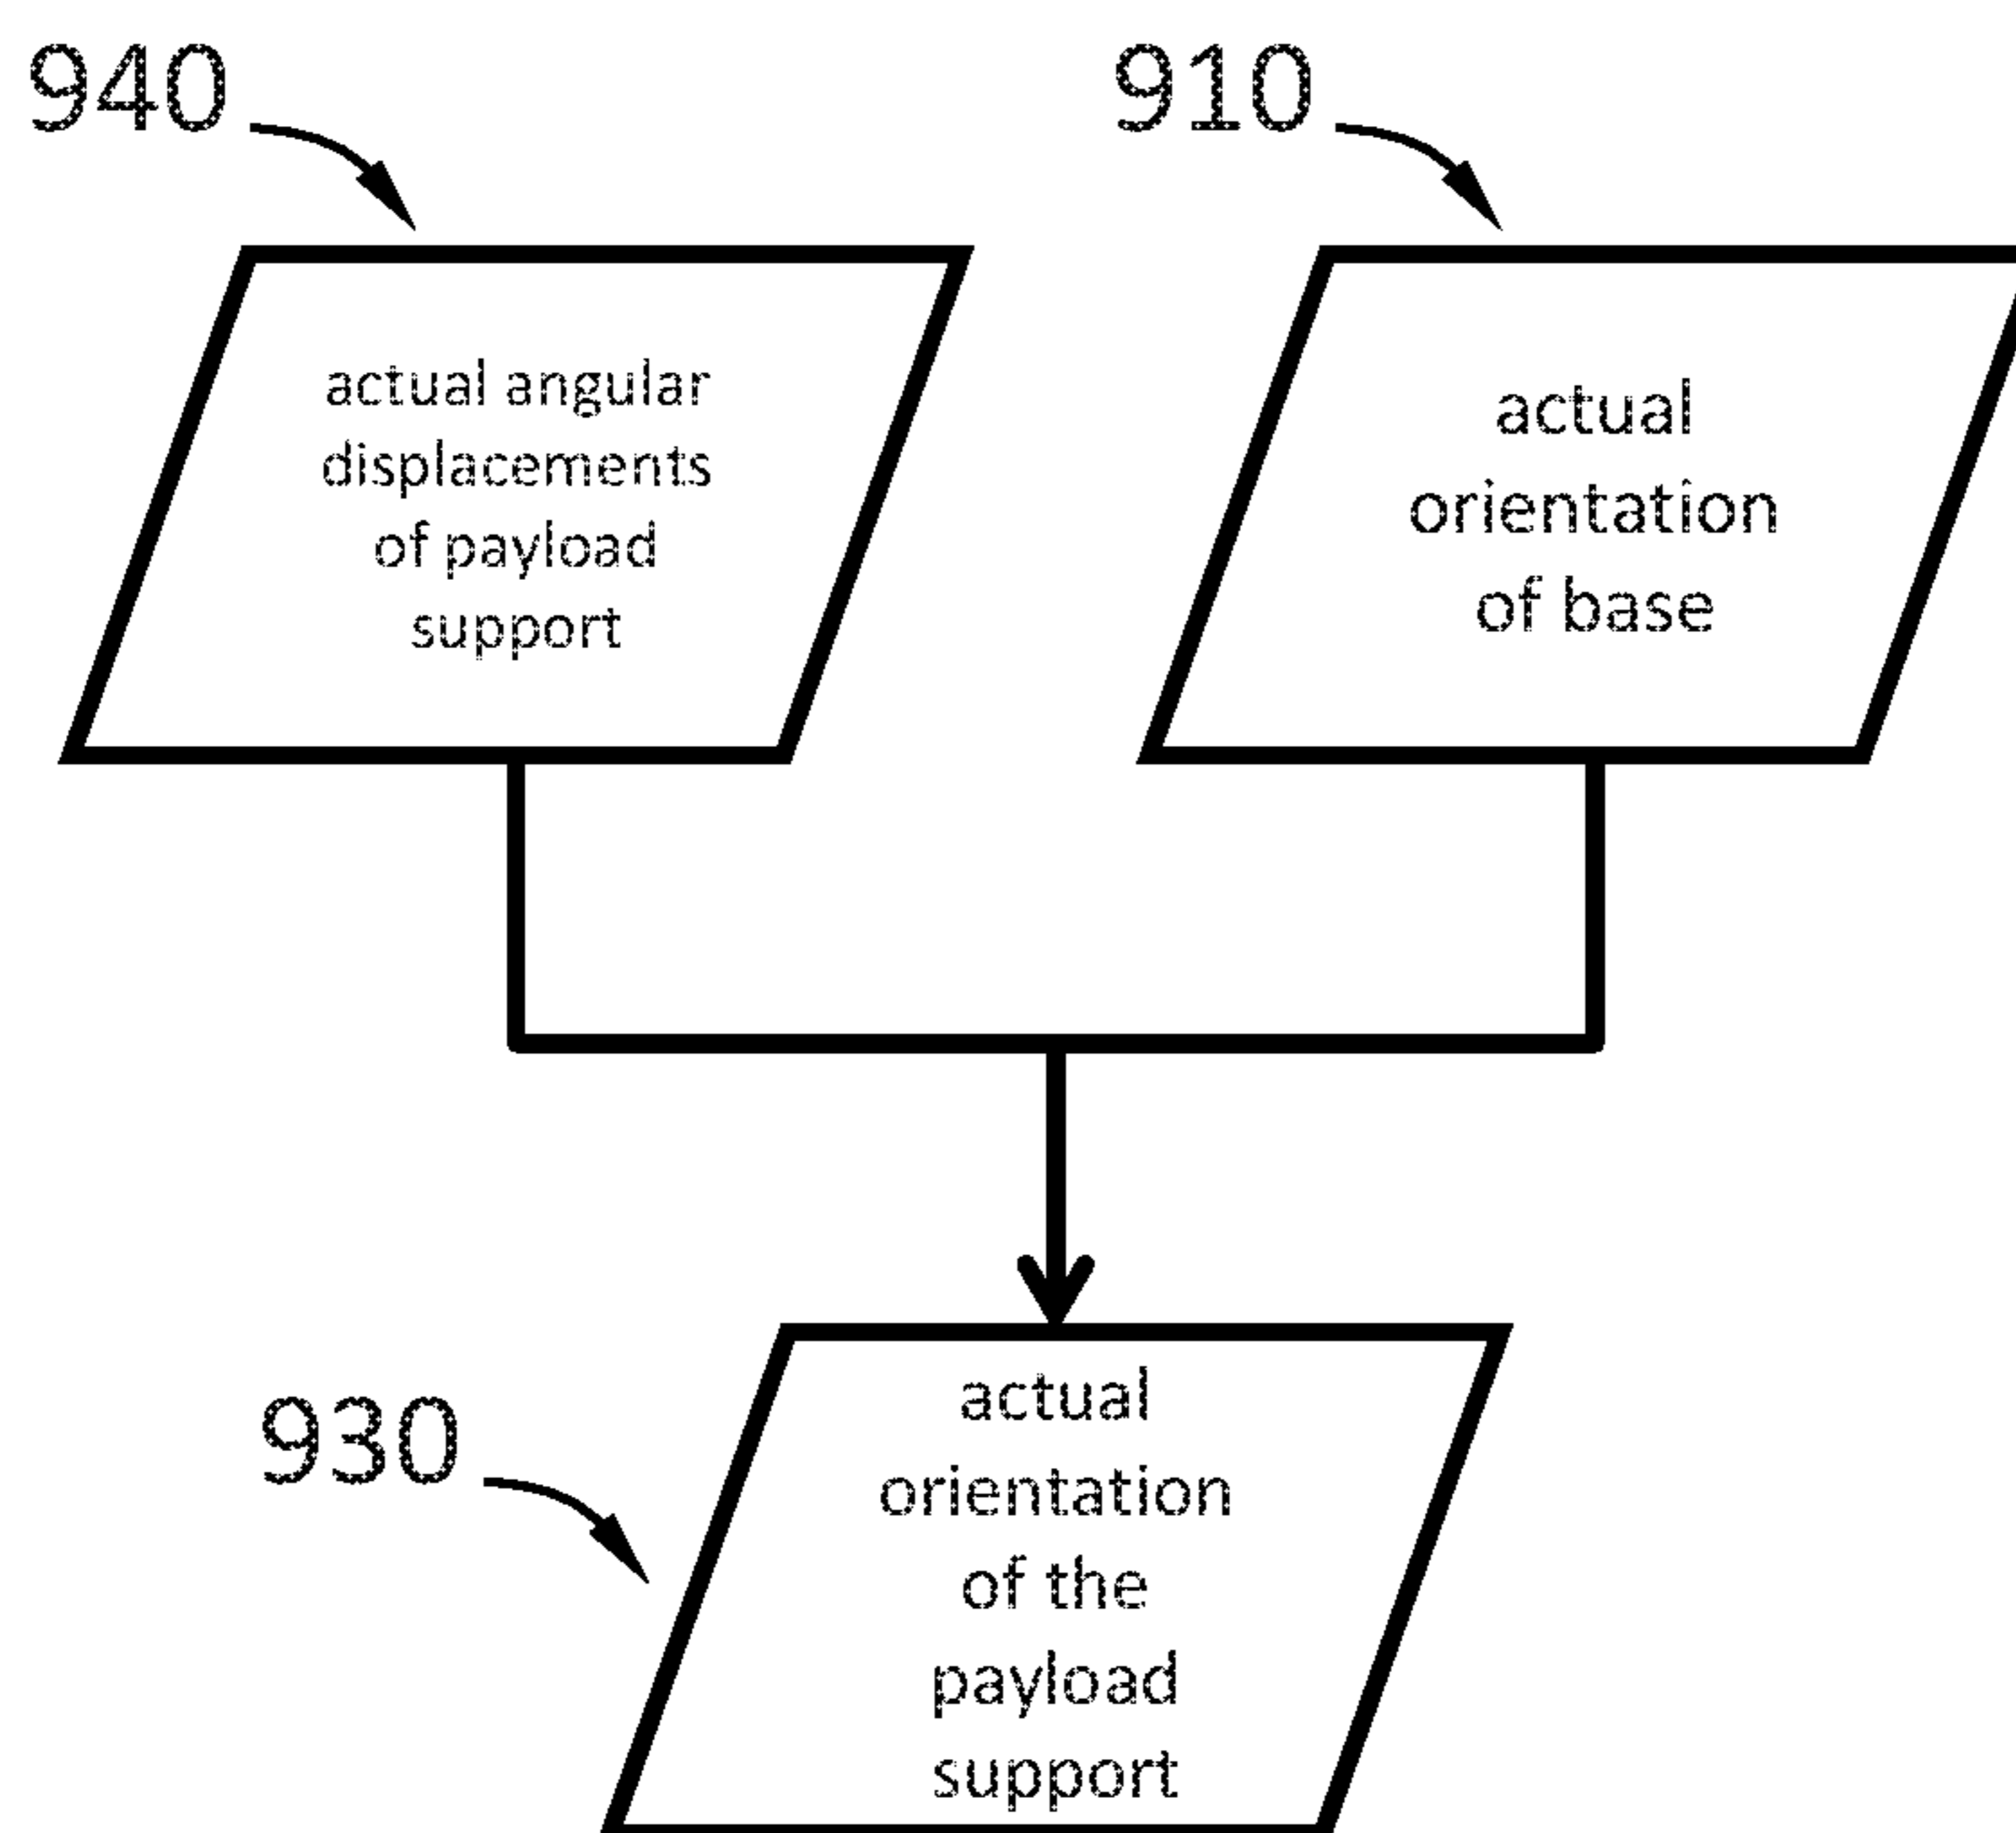 940
actual angular
displacements
of payload
support
910
actual
orientation
of base
930
actual
orientation
of the
payload
support